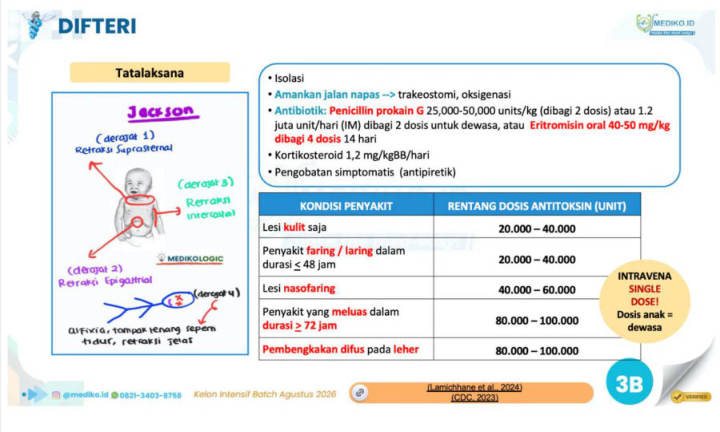 DIFTERI
MEDIKO.ID
Tatalaksana
Jackson
(derajat 1)
Retraksi Suprasternal
(derajat 3)
Retraksi
intercostal
MEDIKOLOGIC
(derajat 2)
Retraksi Epigastrial
(derajat 4)
asfixia, tampak tenang seperti
tidur, retraksi jelas
• Isolasi
• Amankan jalan napas --> trakeostomi, oksigenasi
• Antibiotik: Penicillin prokain G 25,000-50,000 units/kg (dibagi 2 dosis) atau 1.2
juta unit/hari (IM) dibagi 2 dosis untuk dewasa, atau Eritromisin oral 40-50 mg/kg
dibagi 4 dosis 14 hari
• Kortikosteroid 1,2 mg/kgBB/hari
• Pengobatan simptomatis (antipiretik)
KONDISI PENYAKIT RENTANG DOSIS ANTITOKSIN (UNIT)
Lesi kulit saja 20.000 – 40.000
Penyakit faring / laring dalam
durasi ≤ 48 jam 20.000 – 40.000
Lesi nasofaring 40.000 – 60.000
Penyakit yang meluas dalam
durasi ≥ 72 jam 80.000 – 100.000
Pembengkakan difus pada leher 80.000 – 100.000
INTRAVENA
SINGLE
DOSE!
Dosis anak =
dewasa
3B
@mediko.id 0821-3403-8758 Kelon Intensif Batch Agustus 2026
(Lamichhane et al., 2024)
(CDC, 2023)
VERIFIED